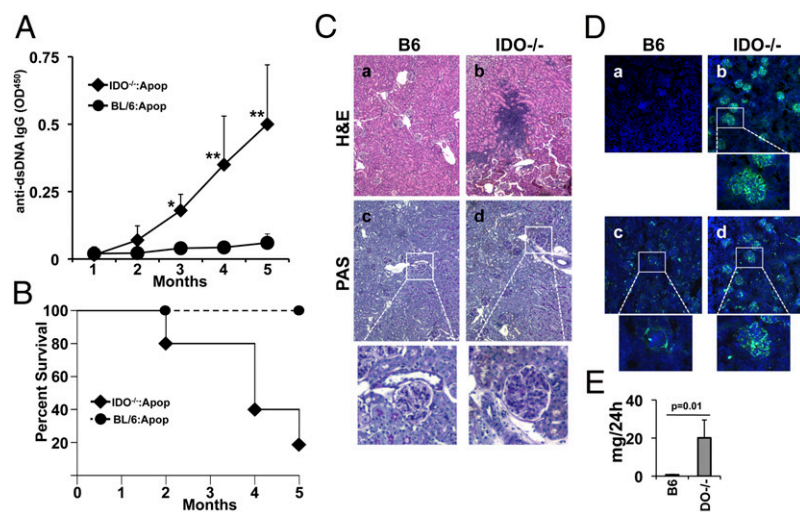 A
anti-dsDNA IgG (OD⁴⁵⁰)
0.75
0.5
0.25
0
IDO⁻/⁻:Apop
BL/6:Apop
*
**
**
1 2 3 4 5
Months
B
Percent Survival
100
80
60
40
20
IDO⁻/⁻:Apop
BL/6:Apop
0 1 2 3 4 5
Months
C
B6 IDO-/-
H&E
a b
PAS
c d
D
B6 IDO-/-
a b
c d
E
mg/24h
40
20
0
p=0.01
B6
DO-/-